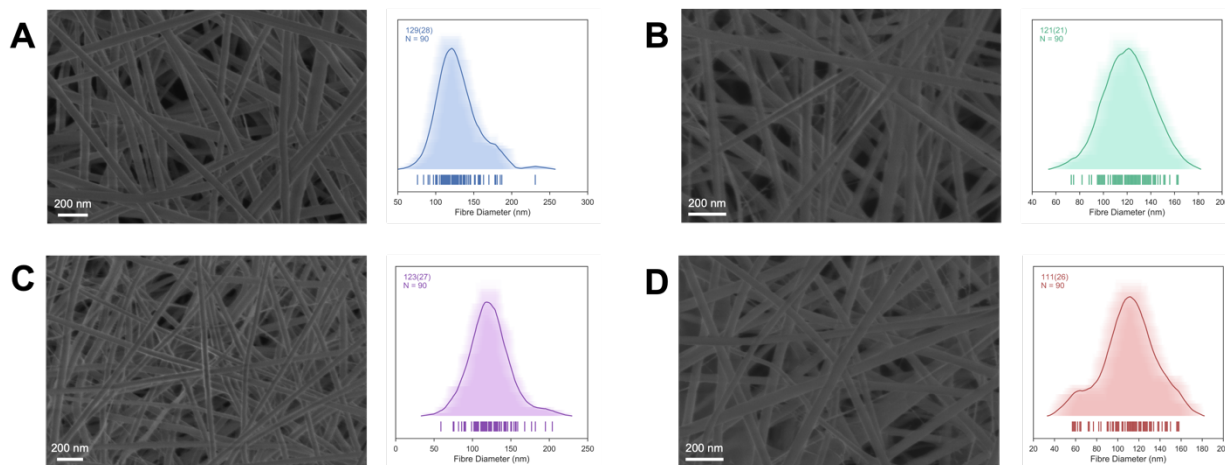 A
129(28)
N = 90
200 nm
50 100 150 200 250 300
Fibre Diameter (nm)
B
121(21)
N = 90
200 nm
40 60 80 100 120 140 160 180 200
Fibre Diameter (nm)
C
123(27)
N = 90
200 nm
0 50 100 150 200 250
Fibre Diameter (nm)
D
111(26)
N = 90
200 nm
20 40 60 80 100 120 140 160 180 200
Fibre Diameter (nm)